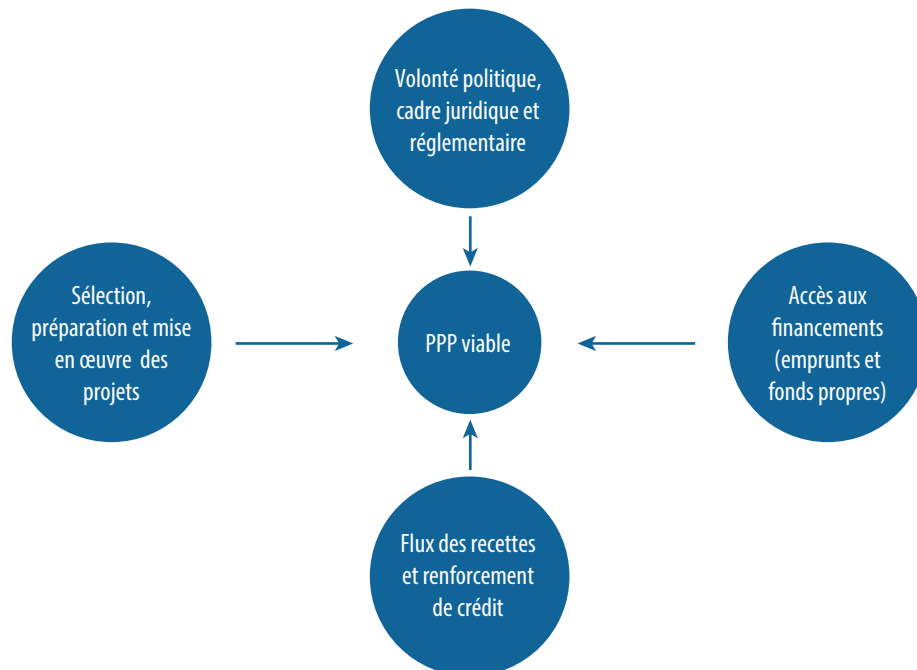 Volonté politique,
cadre juridique et
réglementaire
Sélection,
préparation et mise
en œuvre des
projets
PPP viable
Accès aux
financements
(emprunts et
fonds propres)
Flux des recettes
et renforcement
de crédit